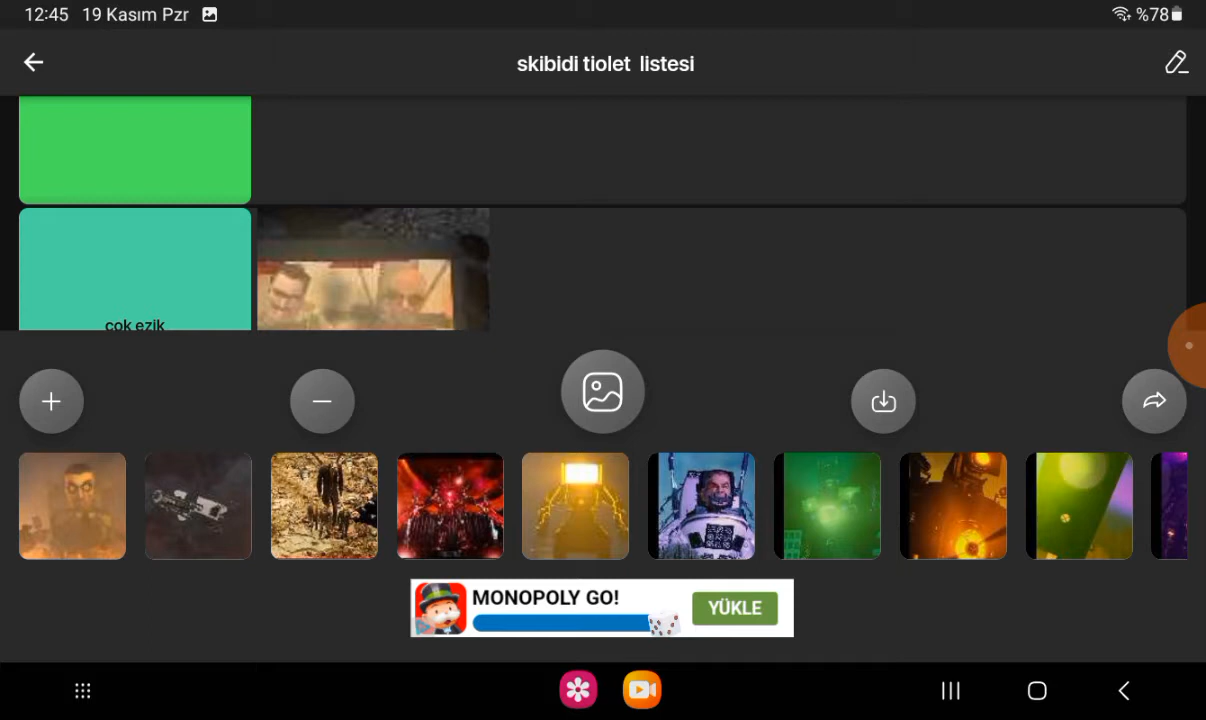 12:45 19 Kasım Pzr %78
skibidi tiolet listesi
çok ezik
MONOPOLY GO!
YÜKLE